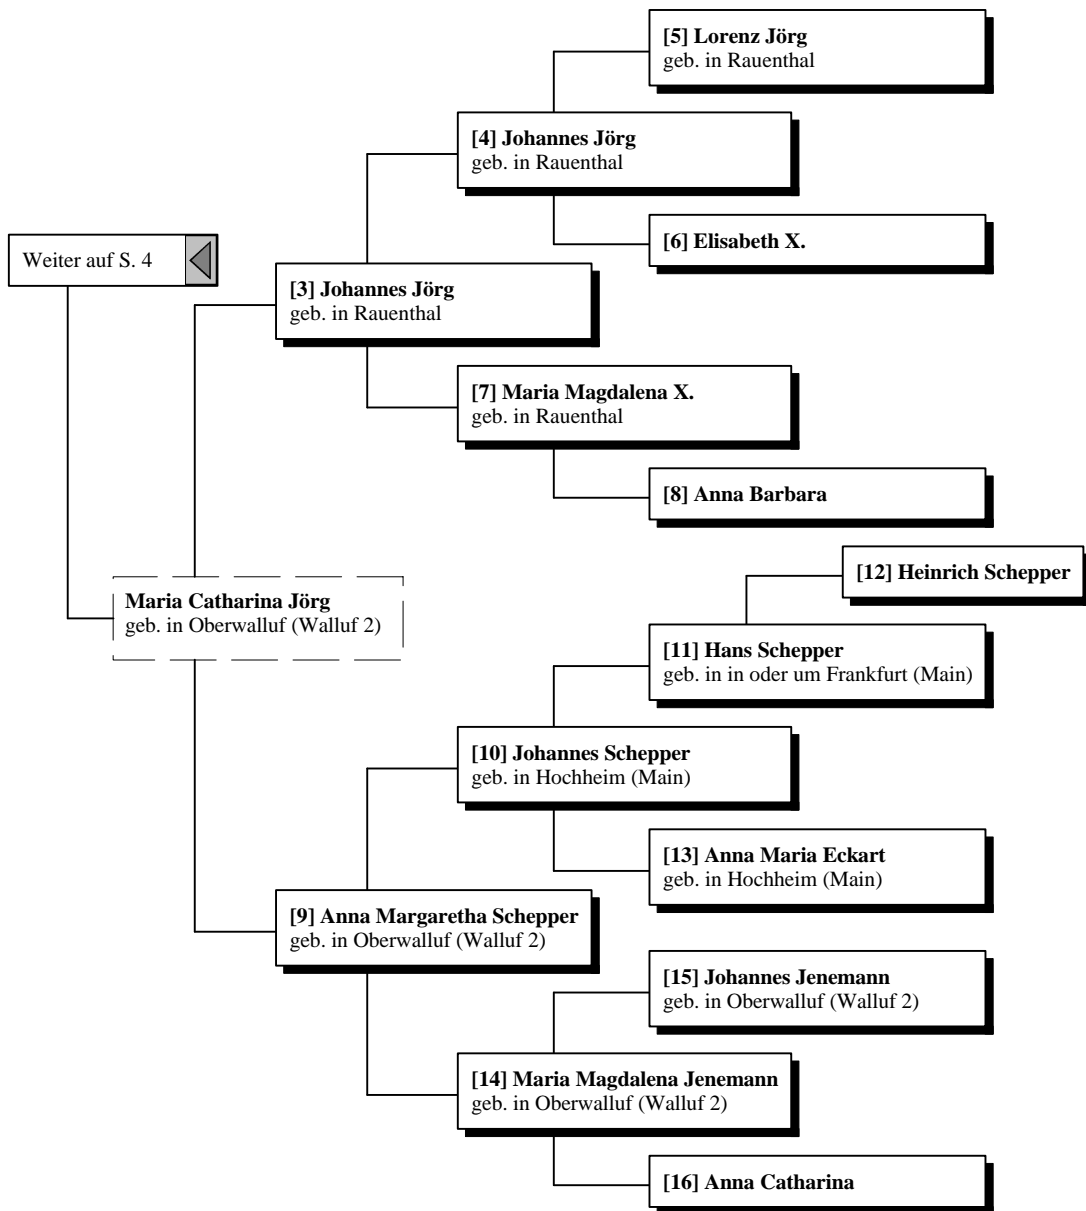 [5] Lorenz Jörg
geb. in Rauenthal
[4] Johannes Jörg
geb. in Rauenthal
[6] Elisabeth X.
Weiter auf S. 4
[3] Johannes Jörg
geb. in Rauenthal
[7] Maria Magdalena X.
geb. in Rauenthal
[8] Anna Barbara
[12] Heinrich Schepper
Maria Catharina Jörg
geb. in Oberwalluf (Walluf 2)
[11] Hans Schepper
geb. in in oder um Frankfurt (Main)
[10] Johannes Schepper
geb. in Hochheim (Main)
[13] Anna Maria Eckart
geb. in Hochheim (Main)
[9] Anna Margaretha Schepper
geb. in Oberwalluf (Walluf 2)
[15] Johannes Jenemann
geb. in Oberwalluf (Walluf 2)
[14] Maria Magdalena Jenemann
geb. in Oberwalluf (Walluf 2)
[16] Anna Catharina